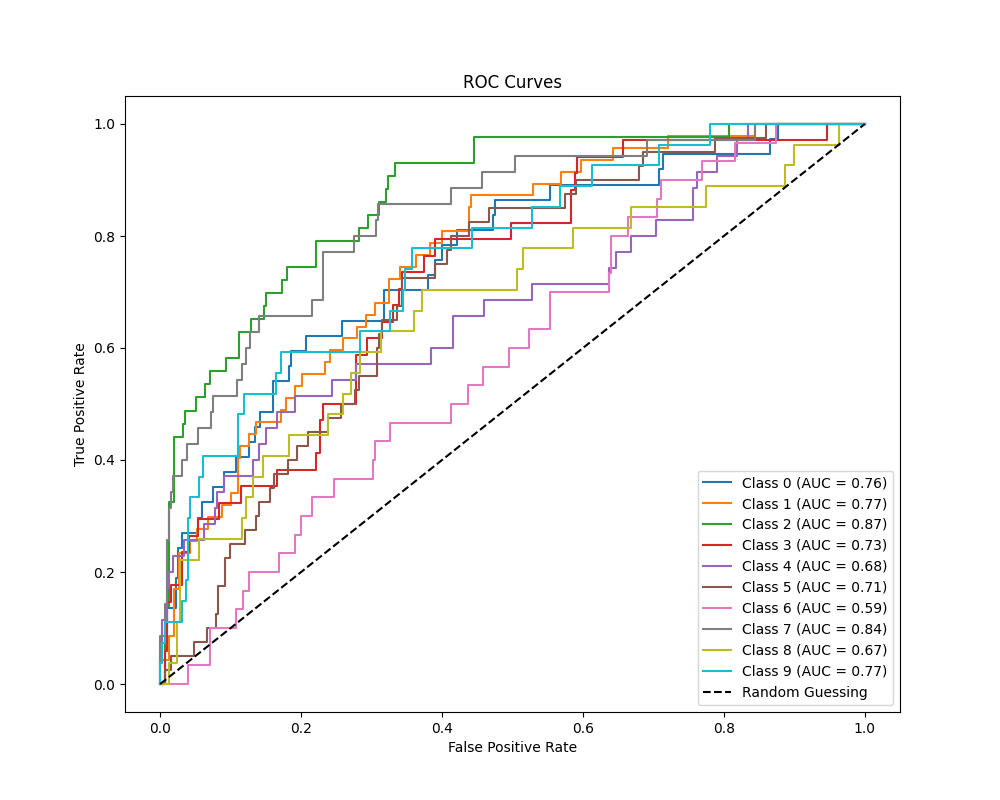 ROC Curves
1.0
0.8
0.6
0.4
0.2
0.0
True Positive Rate
0.0 0.2 0.4 0.6 0.8 1.0
False Positive Rate
Class 0 (AUC = 0.76)
Class 1 (AUC = 0.77)
Class 2 (AUC = 0.87)
Class 3 (AUC = 0.73)
Class 4 (AUC = 0.68)
Class 5 (AUC = 0.71)
Class 6 (AUC = 0.59)
Class 7 (AUC = 0.84)
Class 8 (AUC = 0.67)
Class 9 (AUC = 0.77)
Random Guessing